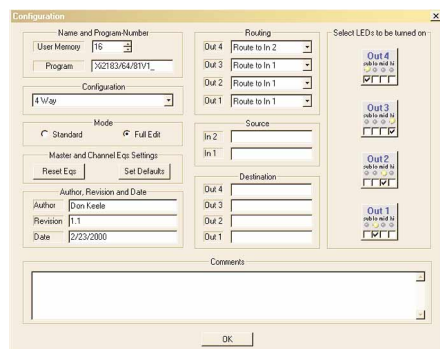 Configuration
Name and Program-Number
User Memory 16
Program Xi2183/64/81V1_
Configuration
4 Way
Mode
Standard Full Edit
Master and Channel Eqs Settings
Reset Eqs Set Defaults
Author, Revision and Date
Author Don Keele
Revision 1.1
Date 2/23/2000
Routing
Out 4 Route to In 2
Out 3 Route to In 1
Out 2 Route to In 1
Out 1 Route to In 1
Source
In 2
In 1
Destination
Out 4
Out 3
Out 2
Out 1
Select LEDs to be turned on
Out 4
sub lo mid hi
Out 3
sub lo mid hi
Out 2
sub lo mid hi
Out 1
sub lo mid hi
Comments
OK